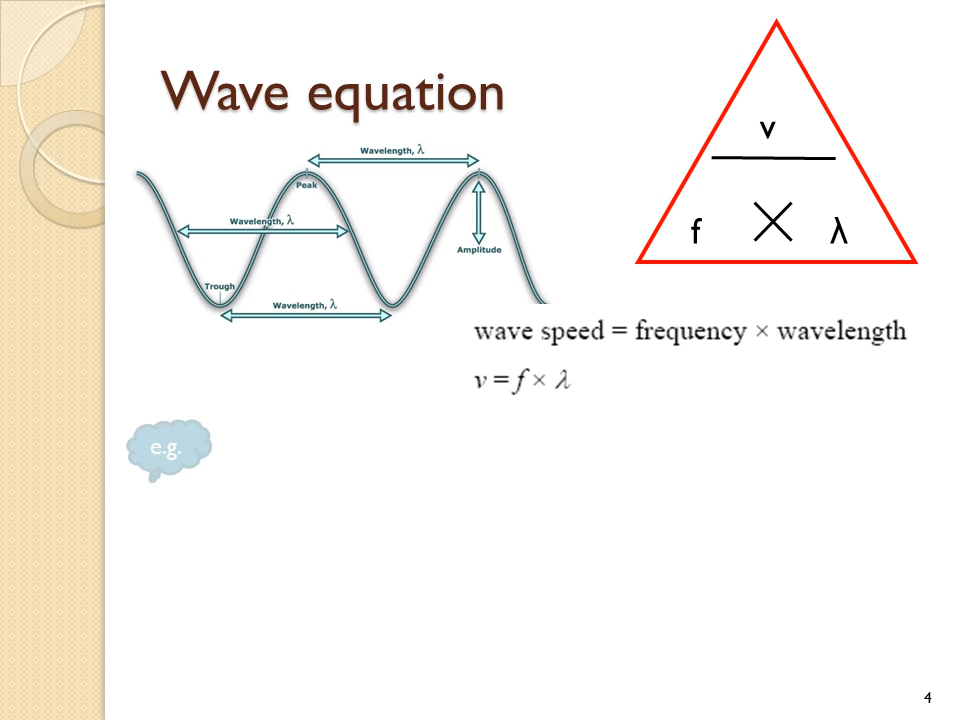 Wave equation
v
f × λ
Wavelength, λ
Peak
Wavelength, λ
Amplitude
Trough
Wavelength, λ
wave speed = frequency × wavelength
v = f × λ
e.g.
4